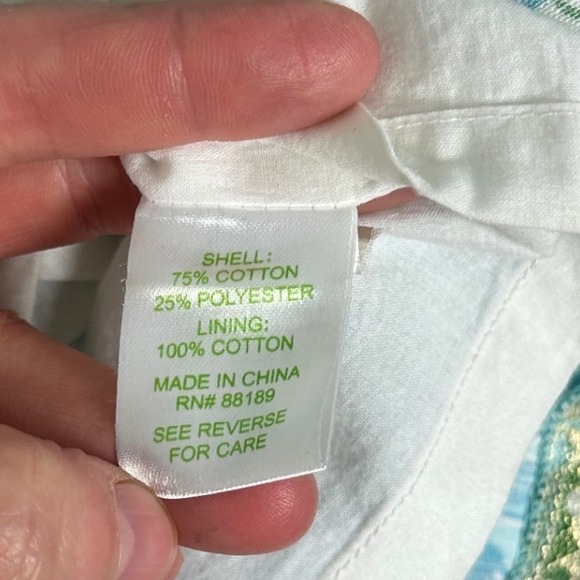 SHELL:
75% COTTON
25% POLYESTER
LINING:
100% COTTON
MADE IN CHINA
RN# 88189
SEE REVERSE
FOR CARE